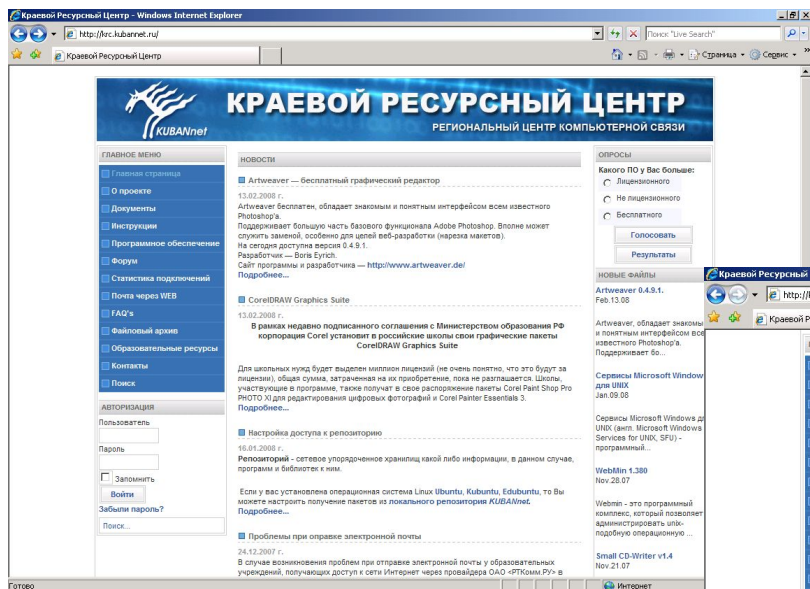 Краевой Ресурсный Центр - Windows Internet Explorer
http://krc.kubannet.ru/
Поиск "Live Search"
Краевой Ресурсный Центр
Страница
Сервис
KUBANnet
КРАЕВОЙ РЕСУРСНЫЙ ЦЕНТР
РЕГИОНАЛЬНЫЙ ЦЕНТР КОМПЬЮТЕРНОЙ СВЯЗИ
ГЛАВНОЕ МЕНЮ
Главная страница
О проекте
Документы
Инструкции
Программное обеспечение
Форум
Статистика подключений
Почта через WEB
FAQ's
Файловый архив
Образовательные ресурсы
Контакты
Поиск
АВТОРИЗАЦИЯ
Пользователь
Пароль
Запомнить
Войти
Забыли пароль?
Поиск...
НОВОСТИ
Artweaver — бесплатный графический редактор
13.02.2008 г.
Artweaver бесплатен, обладает знакомым и понятным интерфейсом всем известного
Photoshop'а.
Поддерживает большую часть базового функционала Adobe Photoshop. Вполне может
служить заменой, особенно для целей веб-разработки (нарезка макетов).
На сегодня доступна версия 0.4.9.1.
Разработчик — Boris Eyrich.
Сайт программы и разработчика — http://www.artweaver.de/
Подробнее...
CorelDRAW Graphics Suite
13.02.2008 г.
В рамках недавно подписанного соглашения с Министерством образования РФ
корпорация Corel установит в российские школы свои графические пакеты
CorelDRAW Graphics Suite
Для школьных нужд будет выделен миллион лицензий (не очень понятно, что это будут за
лицензии), общая сумма, затраченная на их приобретение, пока не разглашается. Школы,
участвующие в программе, также получат в свое распоряжение пакеты Corel Paint Shop Pro
PHOTO XI для редактирования цифровых фотографий и Corel Painter Essentials 3.
Подробнее...
Настройка доступа к репозиторию
16.01.2008 г.
Репозиторий - сетевое упорядоченное хранилищ какой либо информации, в данном случае,
программ и библиотек к ним.
Если у вас установлена операционная система Linux Ubuntu, Kubuntu, Edubuntu, то Вы
можете настроить получение пакетов из локального репозитория KUBANnet.
Подробнее...
Проблемы при оправке электронной почты
24.12.2007 г.
В случае возникновения проблем при отправке электронной почты у образовательных
учреждений, получающих доступ к сети Интернет через провайдера ОАО «РТКомм.РУ» в
ОПРОСЫ
Какого ПО у Вас больше:
Лицензионного
Не лицензионного
Бесплатного
Голосовать
Результаты
НОВЫЕ ФАЙЛЫ
Artweaver 0.4.9.1.
Feb.13.08
Artweaver, обладает знакомы
и понятным интерфейсом все
известного Photoshop'а.
Поддерживает бо...
Сервисы Microsoft Window
для UNIX
Jan.09.08
Сервисы Microsoft Windows д
UNIX (англ. Microsoft Windows
Services for UNIX, SFU) -
программный...
WebMin 1.380
Nov.28.07
Webmin - это программный
комплекс, который позволяет
администрировать unix-
подобную операционную ...
Small CD-Writer v1.4
Nov.21.07
Краевой Ресурсный
http://
Краевой Р
Готово
Интернет